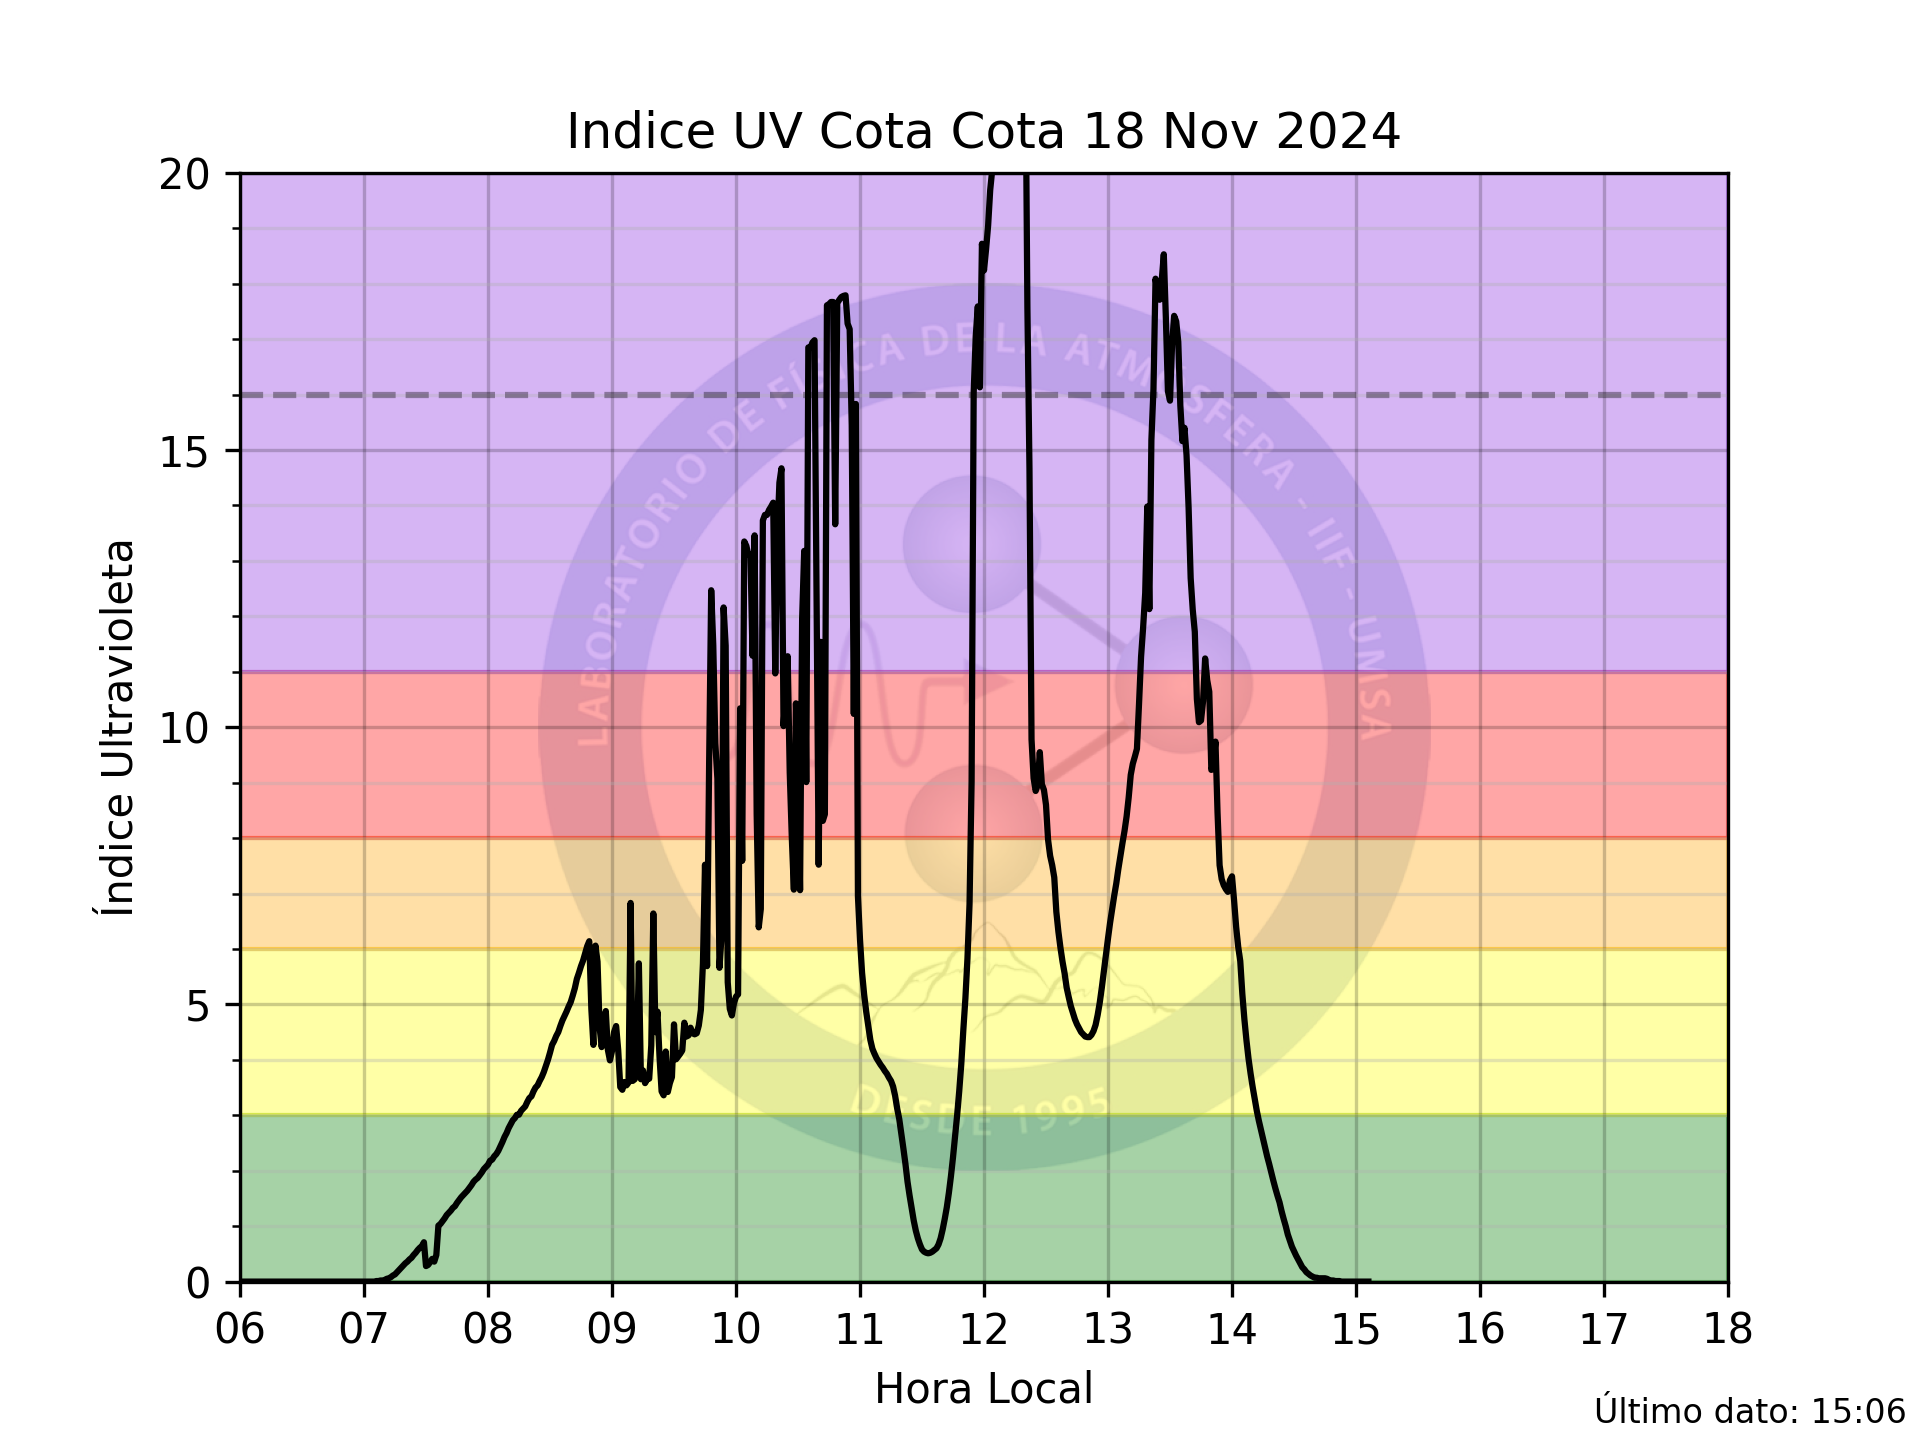 Indice UV Cota Cota 18 Nov 2024
20
15
10
5
0
Índice Ultravioleta
LABORATORIO DE FÍSICA DE LA ATMÓSFERA - IIF - UMSA
DESDE 1995
06 07 08 09 10 11 12 13 14 15 16 17 18
Hora Local
Último dato: 15:06